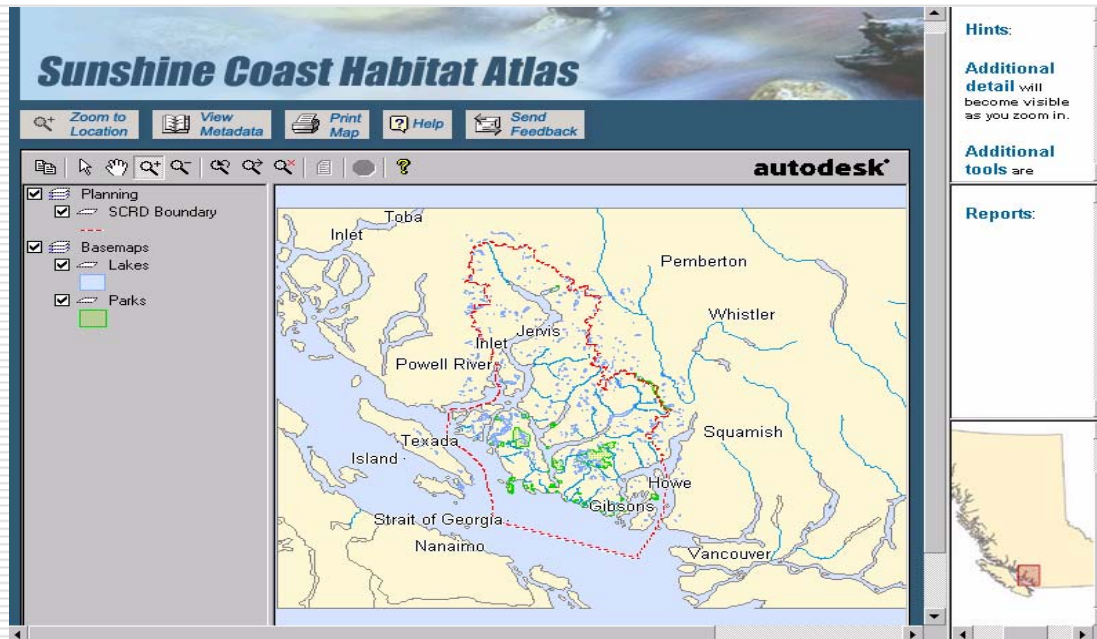 Sunshine Coast Habitat Atlas
Zoom to
Location
View
Metadata
Print
Map
Help
Send
Feedback
autodesk
Planning
SCRD Boundary
Basemaps
Lakes
Parks
Toba
Inlet
Pemberton
Whistler
Jervis
Inlet
Powell River
Squamish
Texada
Island
Howe
Gibsons
Strait of Georgia
Nanaimo
Vancouver
Hints:
Additional
detail will
become visible
as you zoom in.
Additional
tools are
Reports: